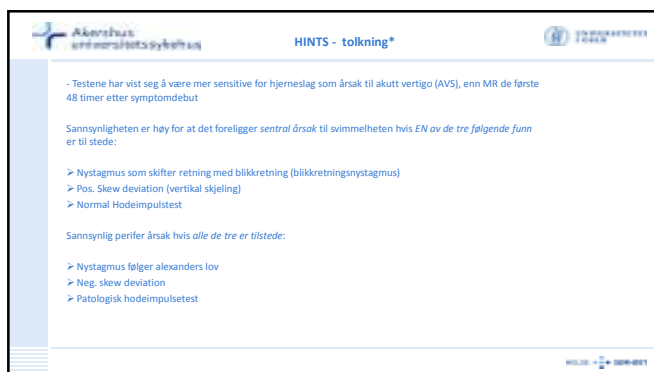 Akershus
universitetssykehus
HINTS - tolkning*
- Testene har vist seg å være mer sensitive for hjerneslag som årsak til akutt vertigo (AVS), enn MR de første
48 timer etter symptomdebut
Sannsynligheten er høy for at det foreligger sentral årsak til svimmelheten hvis EN av de tre følgende funn
er til stede:
➢ Nystagmus som skifter retning med blikkretning (blikkretningsnystagmus)
➢ Pos. Skew deviation (vertikal skjeling)
➢ Normal Hodeimpulstest
Sannsynlig perifer årsak hvis alle de tre er tilstede:
➢ Nystagmus følger alexanders lov
➢ Neg. skew deviation
➢ Patologisk hodeimpulsetest